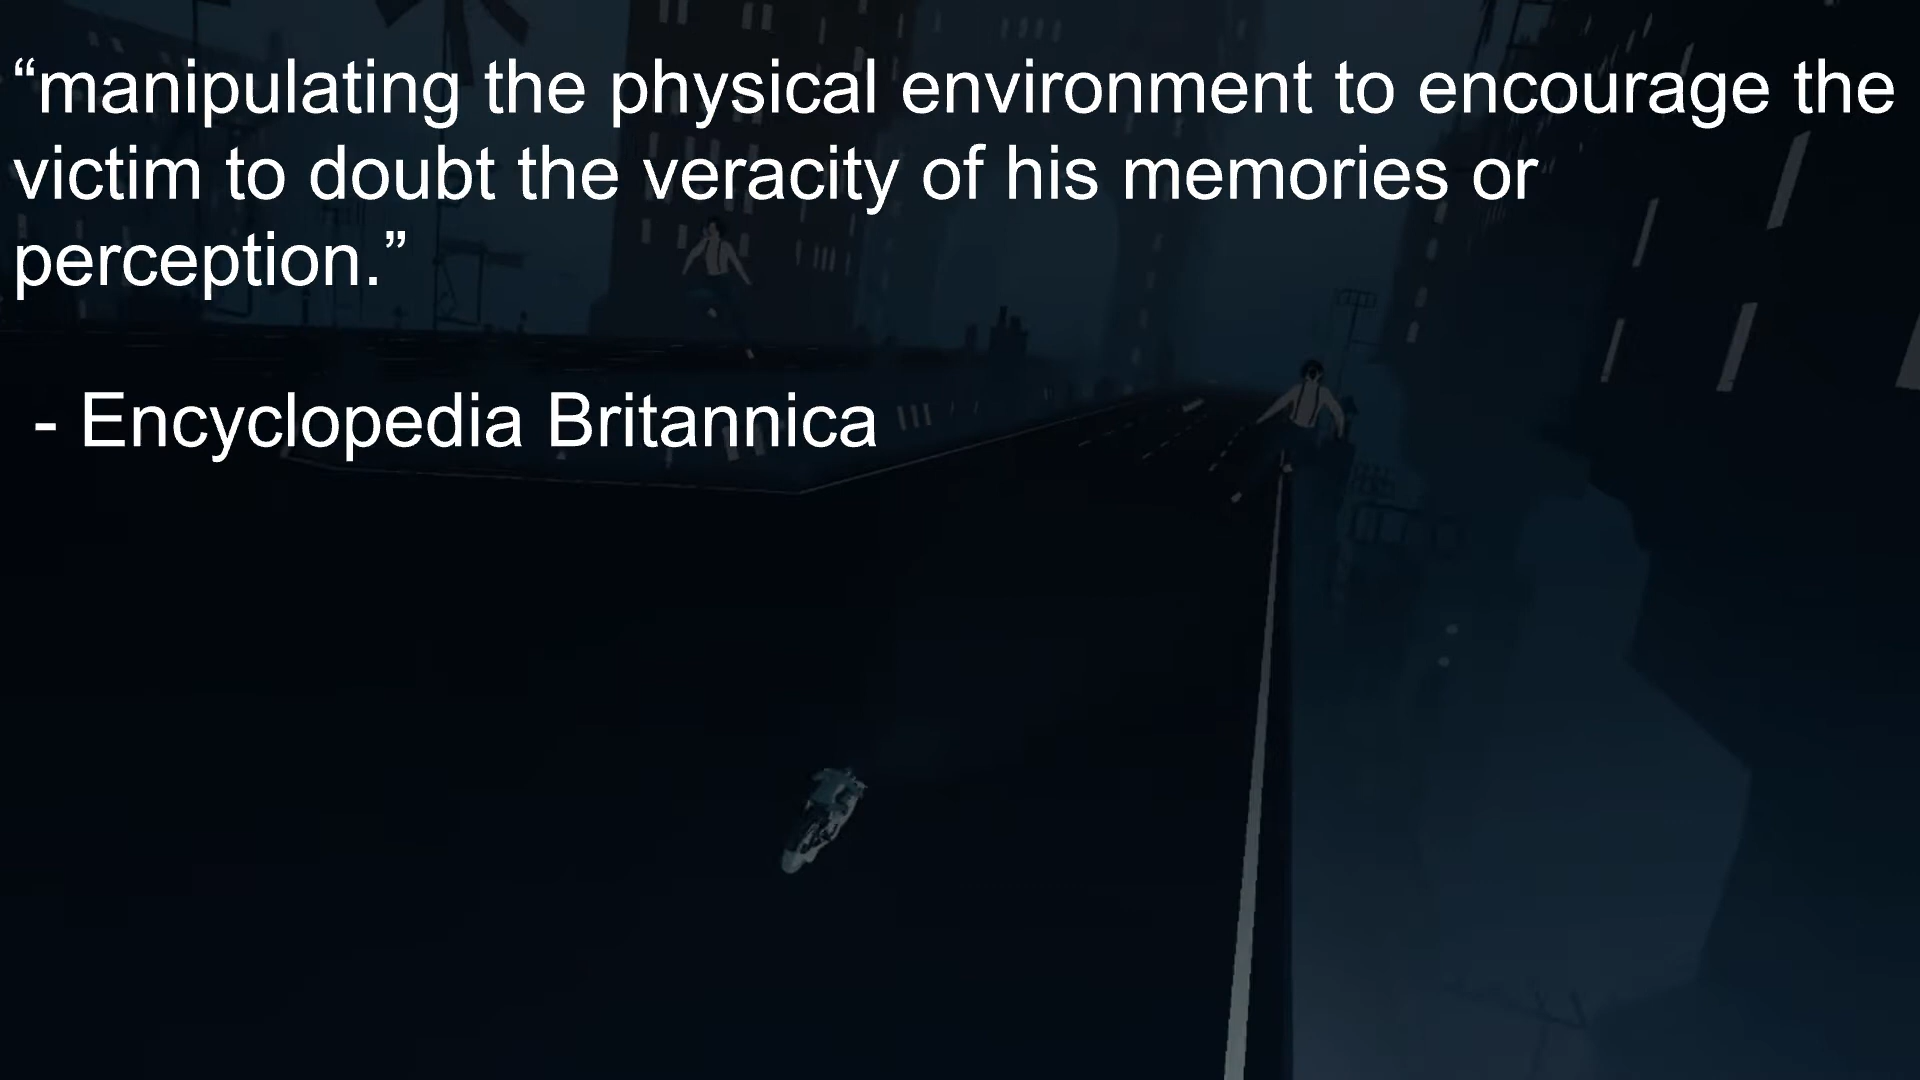 “manipulating the physical environment to encourage the
victim to doubt the veracity of his memories or
perception.”
- Encyclopedia Britannica